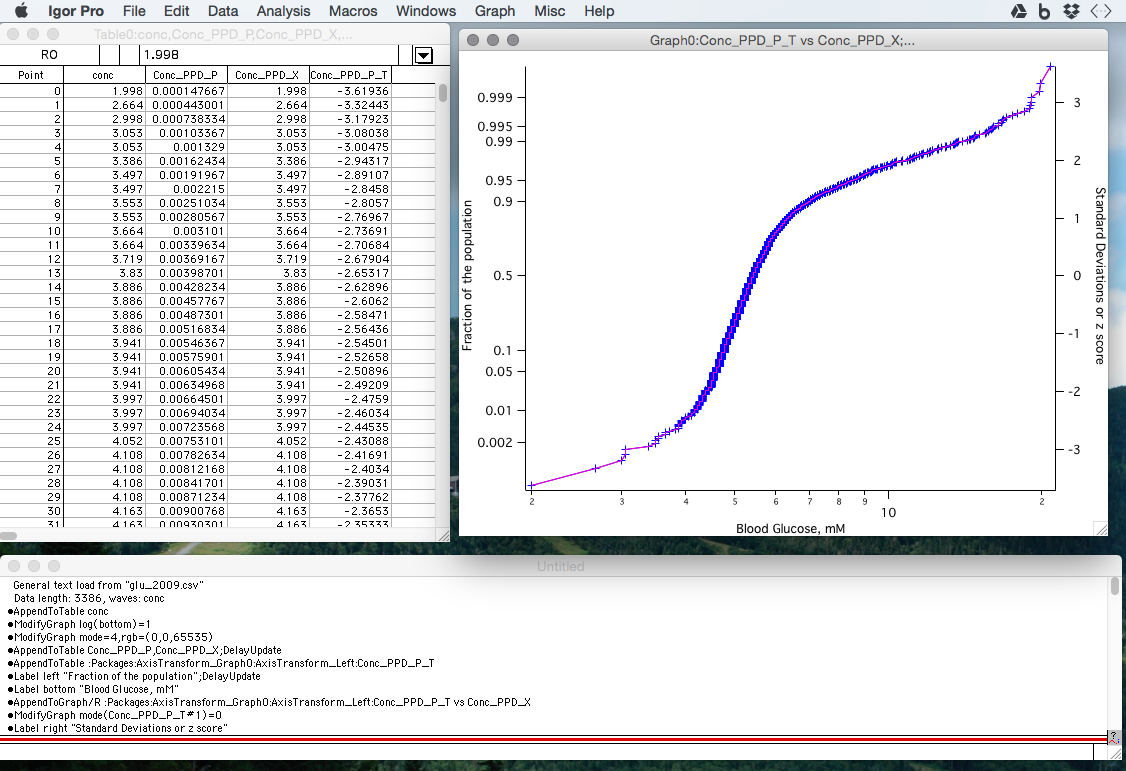 Igor Pro File Edit Data Analysis Macros Windows Graph Misc Help
Table0:conc,Conc_PPD_P,Conc_PPD_X,...
R0 1.998
Point conc Conc_PPD_P Conc_PPD_X Conc_PPD_P_T
0 1.998 0.000147667 1.998 -3.61936
1 2.664 0.000443001 2.664 -3.32443
2 2.998 0.000738334 2.998 -3.17923
3 3.053 0.00103367 3.053 -3.08038
4 3.053 0.001329 3.053 -3.00475
5 3.386 0.00162434 3.386 -2.94317
6 3.497 0.00191967 3.497 -2.89107
7 3.497 0.002215 3.497 -2.8458
8 3.553 0.00251034 3.553 -2.8057
9 3.553 0.00280567 3.553 -2.76967
10 3.664 0.003101 3.664 -2.73691
11 3.664 0.00339634 3.664 -2.70684
12 3.719 0.00369167 3.719 -2.67904
13 3.83 0.00398701 3.83 -2.65317
14 3.886 0.00428234 3.886 -2.62896
15 3.886 0.00457767 3.886 -2.6062
16 3.886 0.00487301 3.886 -2.58471
17 3.886 0.00516834 3.886 -2.56436
18 3.941 0.00546367 3.941 -2.54501
19 3.941 0.00575901 3.941 -2.52658
20 3.941 0.00605434 3.941 -2.50896
21 3.941 0.00634968 3.941 -2.49209
22 3.997 0.00664501 3.997 -2.4759
23 3.997 0.00694034 3.997 -2.46034
24 3.997 0.00723568 3.997 -2.44535
25 4.052 0.00753101 4.052 -2.43088
26 4.108 0.00782634 4.108 -2.41691
27 4.108 0.00812168 4.108 -2.4034
28 4.108 0.00841701 4.108 -2.39031
29 4.108 0.00871234 4.108 -2.37762
30 4.163 0.00900768 4.163 -2.3653
31 4.163 0.00930301 4.163 -2.35333
Graph0:Conc_PPD_P_T vs Conc_PPD_X;...
Fraction of the population
0.999
0.995
0.99
0.95
0.9
0.5
0.1
0.05
0.01
0.002
3
2
1
0
-1
-2
-3
Standard Deviations or z score
2 3 4 5 6 7 8 9 10 2
Blood Glucose, mM
Untitled
General text load from "glu_2009.csv"
Data length: 3386, waves: conc
•AppendToTable conc
•ModifyGraph log(bottom)=1
•ModifyGraph mode=4,rgb=(0,0,65535)
•AppendToTable Conc_PPD_P,Conc_PPD_X;DelayUpdate
•AppendToTable :Packages:AxisTransform_Graph0:AxisTransform_Left:Conc_PPD_P_T
•Label left "Fraction of the population";DelayUpdate
•Label bottom "Blood Glucose, mM"
•AppendToGraph/R :Packages:AxisTransform_Graph0:AxisTransform_Left:Conc_PPD_P_T vs Conc_PPD_X
•ModifyGraph mode(Conc_PPD_P_T#1)=0
•Label right "Standard Deviations or z score"
?